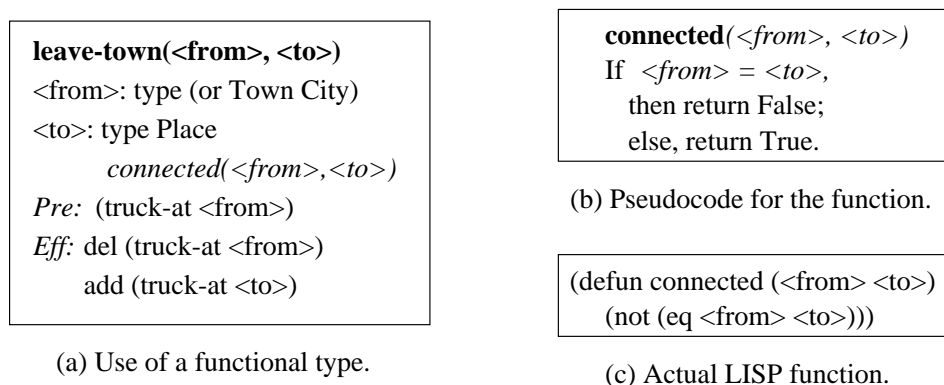 leave-town(<from>, <to>)
<from>: type (or Town City)
<to>: type Place
connected(<from>,<to>)
Pre: (truck-at <from>)
Eff: del (truck-at <from>)
add (truck-at <to>)
(a) Use of a functional type.
connected(<from>, <to>)
If <from> = <to>,
then return False;
else, return True.
(b) Pseudocode for the function.
(defun connected (<from> <to>)
(not (eq <from> <to>)))
(c) Actual LISP function.